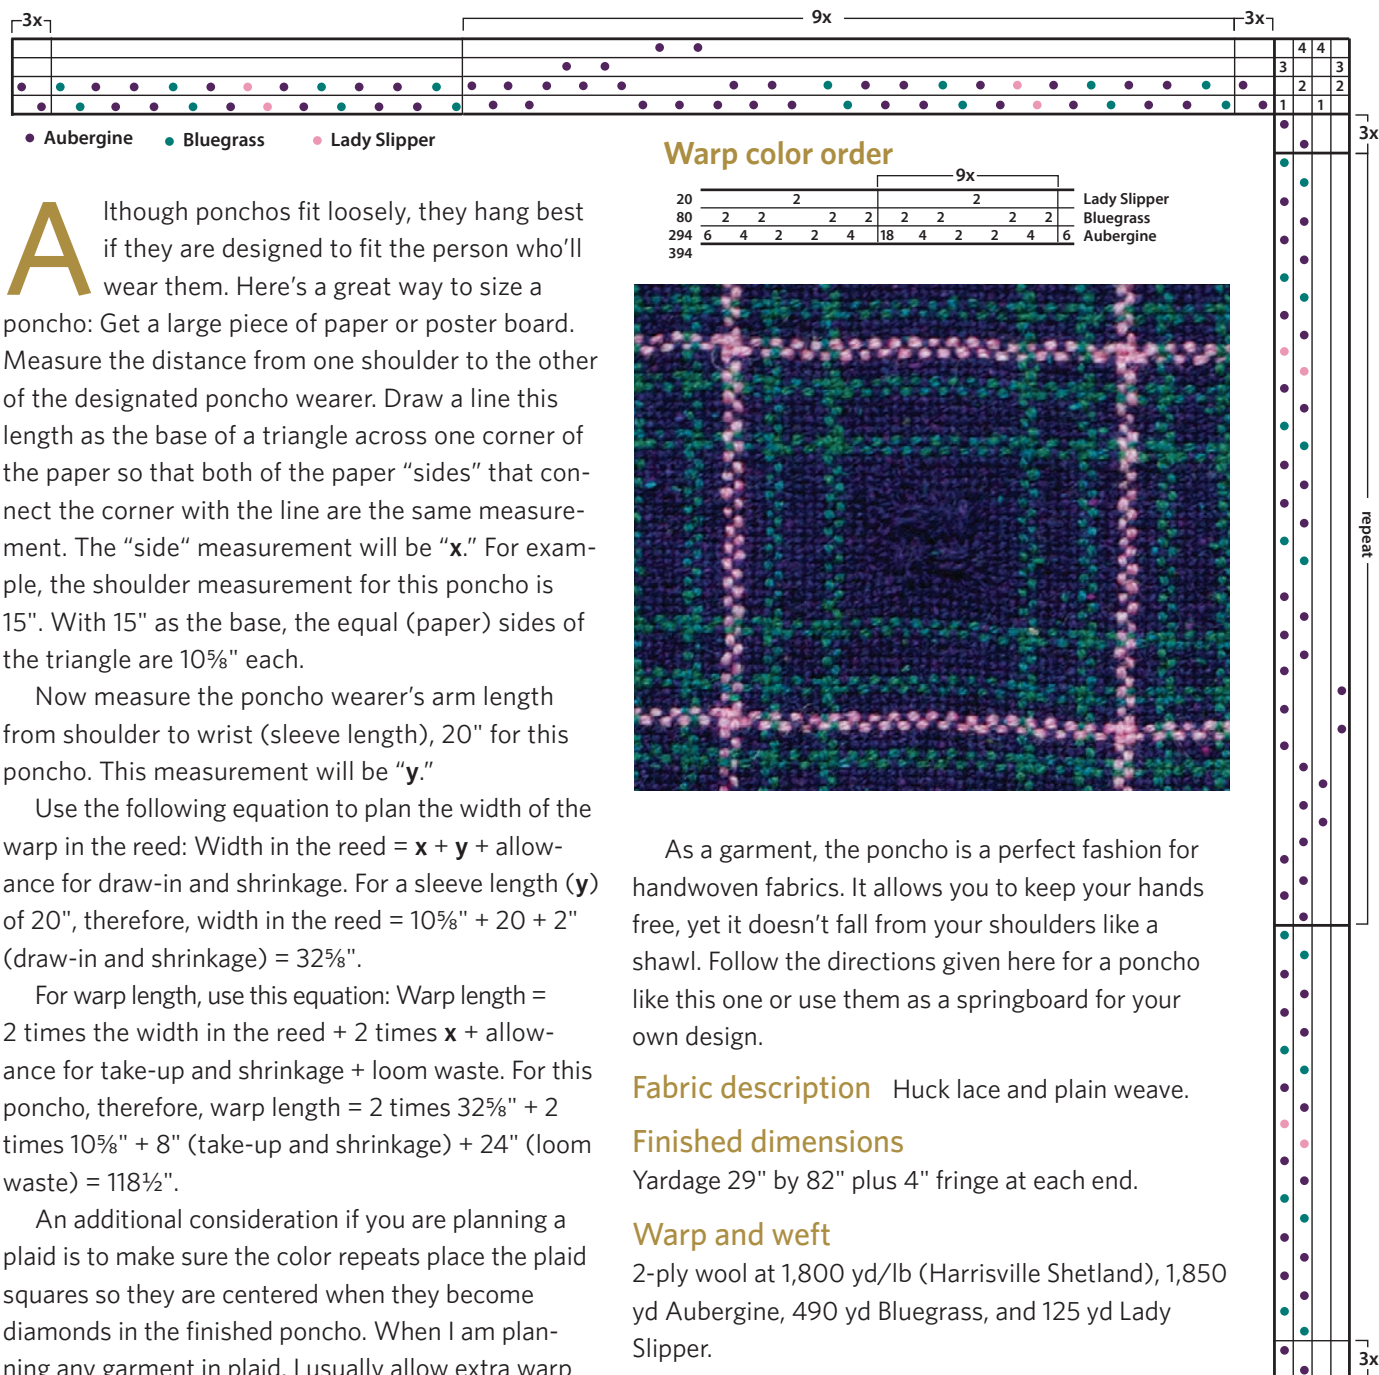 3x
9x
3x
4 4
3 3
2 2
1 1
3x
Aubergine Bluegrass Lady Slipper
Warp color order
9x
20 2 2 Lady Slipper
80 2 2 2 2 2 2 2 2 Bluegrass
294 6 4 2 2 4 18 4 2 2 4 6 Aubergine
394
Although ponchos fit loosely, they hang best
if they are designed to fit the person who’ll
wear them. Here’s a great way to size a
poncho: Get a large piece of paper or poster board.
Measure the distance from one shoulder to the other
of the designated poncho wearer. Draw a line this
length as the base of a triangle across one corner of
the paper so that both of the paper “sides” that con-
nect the corner with the line are the same measure-
ment. The “side“ measurement will be “x.” For exam-
ple, the shoulder measurement for this poncho is
15". With 15" as the base, the equal (paper) sides of
the triangle are 10⅝" each.
Now measure the poncho wearer’s arm length
from shoulder to wrist (sleeve length), 20" for this
poncho. This measurement will be “y.”
Use the following equation to plan the width of the
warp in the reed: Width in the reed = x + y + allow-
ance for draw-in and shrinkage. For a sleeve length (y)
of 20", therefore, width in the reed = 10⅝" + 20 + 2"
(draw-in and shrinkage) = 32⅝".
For warp length, use this equation: Warp length =
2 times the width in the reed + 2 times x + allow-
ance for take-up and shrinkage + loom waste. For this
poncho, therefore, warp length = 2 times 32⅝" + 2
times 10⅝" + 8" (take-up and shrinkage) + 24" (loom
waste) = 118½".
An additional consideration if you are planning a
plaid is to make sure the color repeats place the plaid
squares so they are centered when they become
diamonds in the finished poncho. When I am plan-
ning any garment in plaid, I usually allow extra warp
As a garment, the poncho is a perfect fashion for
handwoven fabrics. It allows you to keep your hands
free, yet it doesn’t fall from your shoulders like a
shawl. Follow the directions given here for a poncho
like this one or use them as a springboard for your
own design.
Fabric description Huck lace and plain weave.
Finished dimensions
Yardage 29" by 82" plus 4" fringe at each end.
Warp and weft
2-ply wool at 1,800 yd/lb (Harrisville Shetland), 1,850
yd Aubergine, 490 yd Bluegrass, and 125 yd Lady
Slipper.
repeat
3x